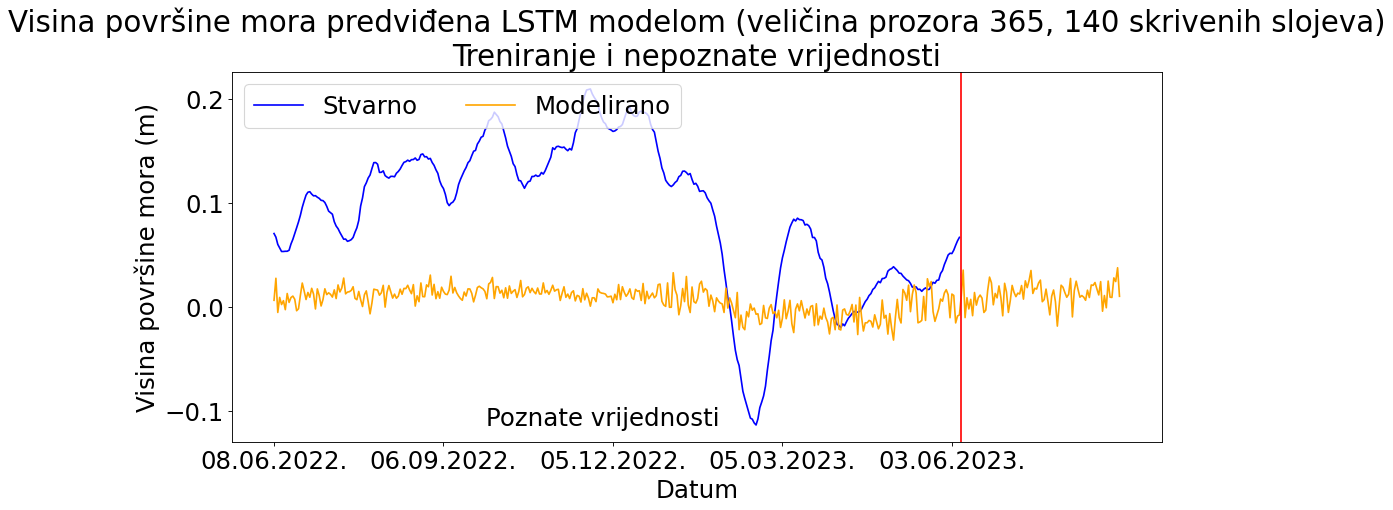 Visina površine mora predviđena LSTM modelom (veličina prozora 365, 140 skrivenih slojeva)
Treniranje i nepoznate vrijednosti
Stvarno
Modelirano
Visina površine mora (m)
0.2
0.1
0.0
−0.1
Poznate vrijednosti
08.06.2022.
06.09.2022.
05.12.2022.
05.03.2023.
03.06.2023.
Datum